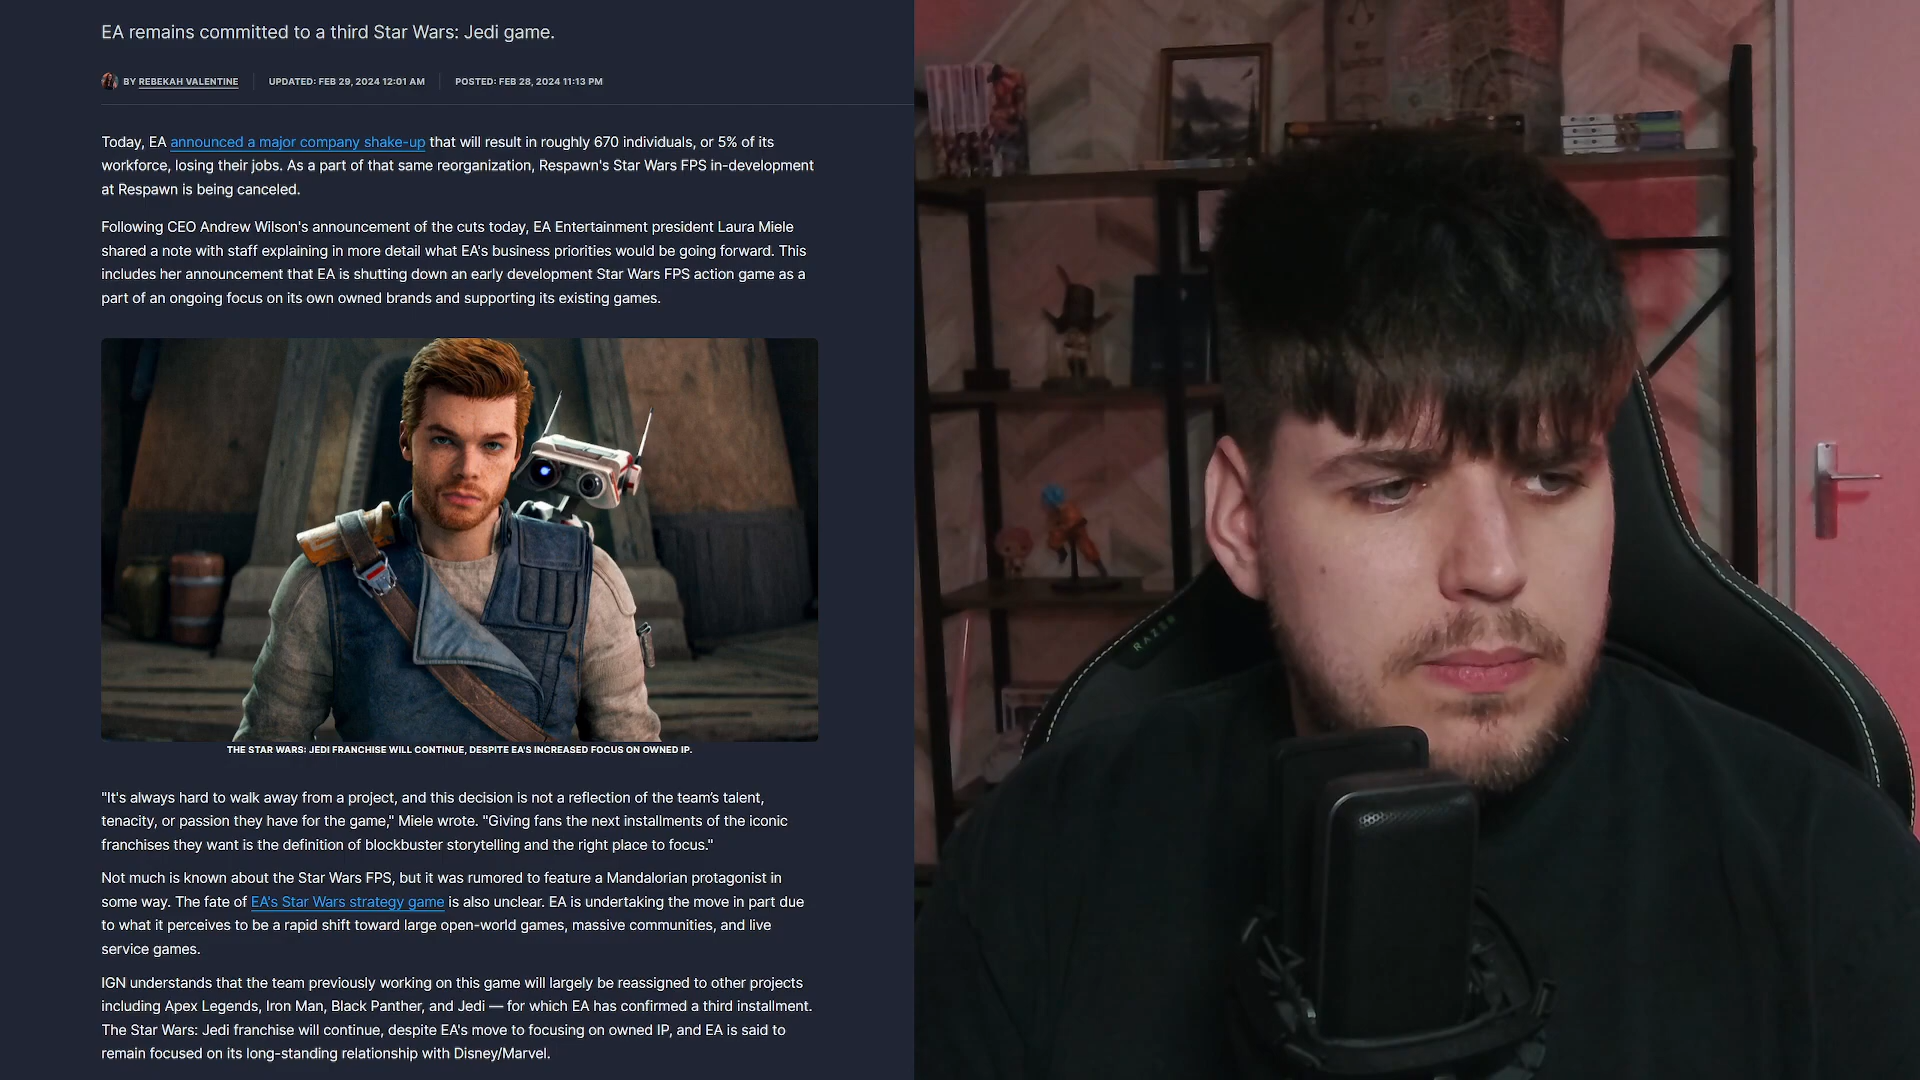 EA remains committed to a third Star Wars: Jedi game.
BY REBEKAH VALENTINE
UPDATED: FEB 29, 2024 12:01 AM
POSTED: FEB 28, 2024 11:13 PM
Today, EA announced a major company shake-up that will result in roughly 670 individuals, or 5% of its
workforce, losing their jobs. As a part of that same reorganization, Respawn's Star Wars FPS in-development
at Respawn is being canceled.
Following CEO Andrew Wilson's announcement of the cuts today, EA Entertainment president Laura Miele
shared a note with staff explaining in more detail what EA's business priorities would be going forward. This
includes her announcement that EA is shutting down an early development Star Wars FPS action game as a
part of an ongoing focus on its own owned brands and supporting its existing games.
THE STAR WARS: JEDI FRANCHISE WILL CONTINUE, DESPITE EA'S INCREASED FOCUS ON OWNED IP.
"It's always hard to walk away from a project, and this decision is not a reflection of the team's talent,
tenacity, or passion they have for the game," Miele wrote. "Giving fans the next installments of the iconic
franchises they want is the definition of blockbuster storytelling and the right place to focus."
Not much is known about the Star Wars FPS, but it was rumored to feature a Mandalorian protagonist in
some way. The fate of EA's Star Wars strategy game is also unclear. EA is undertaking the move in part due
to what it perceives to be a rapid shift toward large open-world games, massive communities, and live
service games.
IGN understands that the team previously working on this game will largely be reassigned to other projects
including Apex Legends, Iron Man, Black Panther, and Jedi — for which EA has confirmed a third installment.
The Star Wars: Jedi franchise will continue, despite EA's move to focusing on owned IP, and EA is said to
remain focused on its long-standing relationship with Disney/Marvel.
RAZER